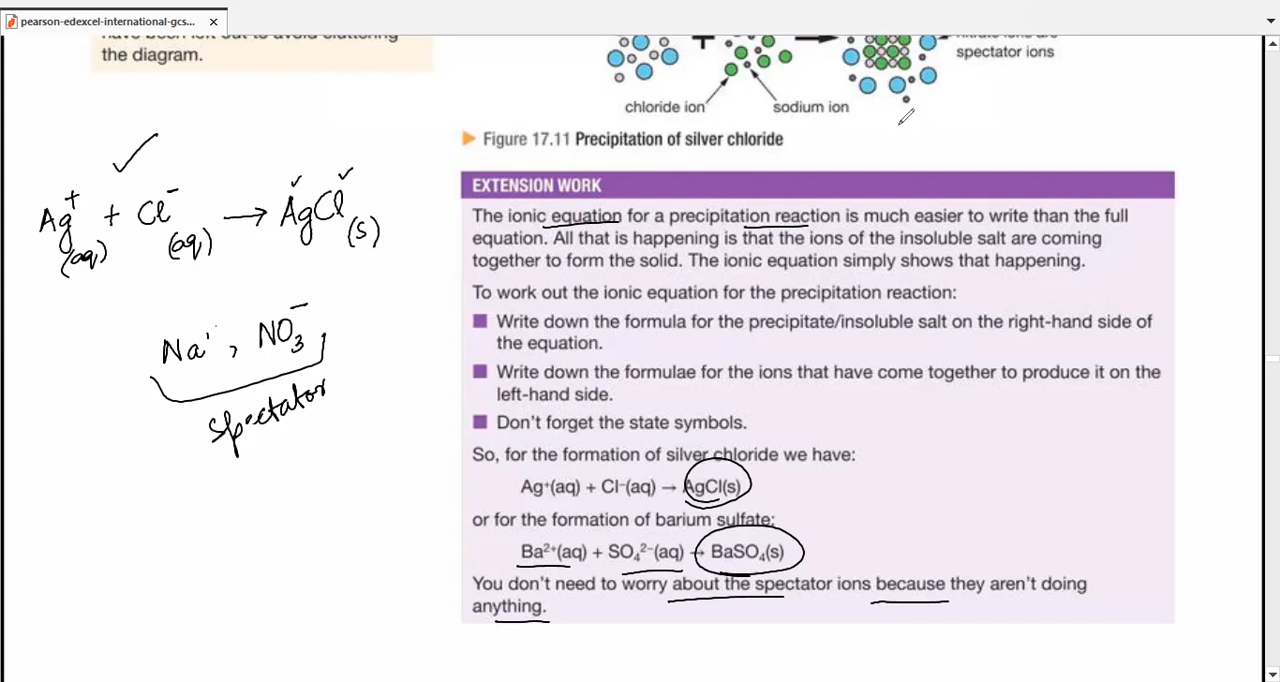 pearson-edexcel-international-gcs...
the diagram.
spectator ions
chloride ion
sodium ion
Figure 17.11 Precipitation of silver chloride
Ag⁺(aq) + Cl⁻(aq) → AgCl(s)
Na⁺, NO₃⁻
Spectator
EXTENSION WORK
The ionic equation for a precipitation reaction is much easier to write than the full
equation. All that is happening is that the ions of the insoluble salt are coming
together to form the solid. The ionic equation simply shows that happening.
To work out the ionic equation for the precipitation reaction:
Write down the formula for the precipitate/insoluble salt on the right-hand side of
the equation.
Write down the formulae for the ions that have come together to produce it on the
left-hand side.
Don't forget the state symbols.
So, for the formation of silver chloride we have:
Ag⁺(aq) + Cl⁻(aq) → AgCl(s)
or for the formation of barium sulfate:
Ba²⁺(aq) + SO₄²⁻(aq) → BaSO₄(s)
You don't need to worry about the spectator ions because they aren't doing
anything.